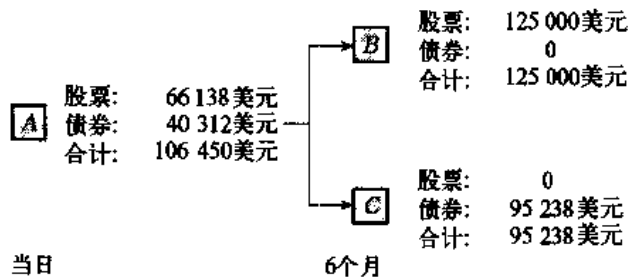 B
股票: 125 000美元
债券: 0
合计: 125 000美元
A
股票: 66 138美元
债券: 40 312美元
合计: 106 450美元
C
股票: 0
债券: 95 238美元
合计: 95 238美元
当日
6个月